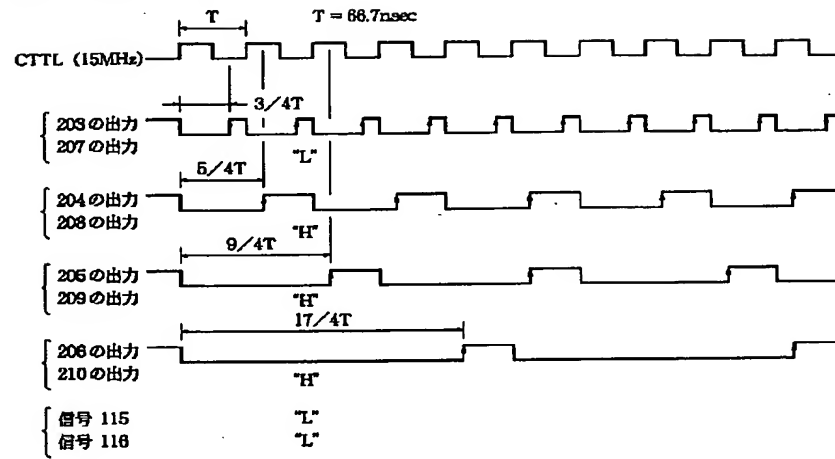 T T = 66.7nsec
CTTL (15MHz)
3/4T
203の出力
207の出力
"L"
5/4T
204の出力
208の出力
"H"
9/4T
205の出力
209の出力
"H"
17/4T
206の出力
210の出力
"H"
信号 115 "L"
信号 116 "L"